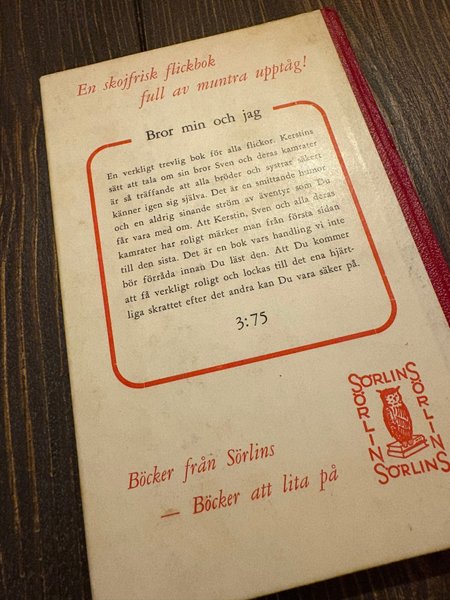 En skojfrisk flickbok
full av muntra upptåg!
Bror min och jag
En verkligt trevlig bok för alla flickor. Kerstins
sätt att tala om sin bror Sven och deras kamrater
är så träffande att alla bröder och systrar säkert
känner igen sig själva. Det är en smittande humor
och en aldrig sinande ström av äventyr som Du
får vara med om. Att Kerstin, Sven och alla deras
kamrater har roligt märker man från första sidan
till den sista. Det är en bok vars handling vi inte
bör förråda innan Du läst den. Att Du kommer
att få verkligt roligt och lockas till det ena hjärt-
liga skrattet efter det andra kan Du vara säker på.
3:75
SÖRLINS
SÖRLINS
SÖRLINS
SÖRLINS
Böcker från Sörlins
— Böcker att lita på